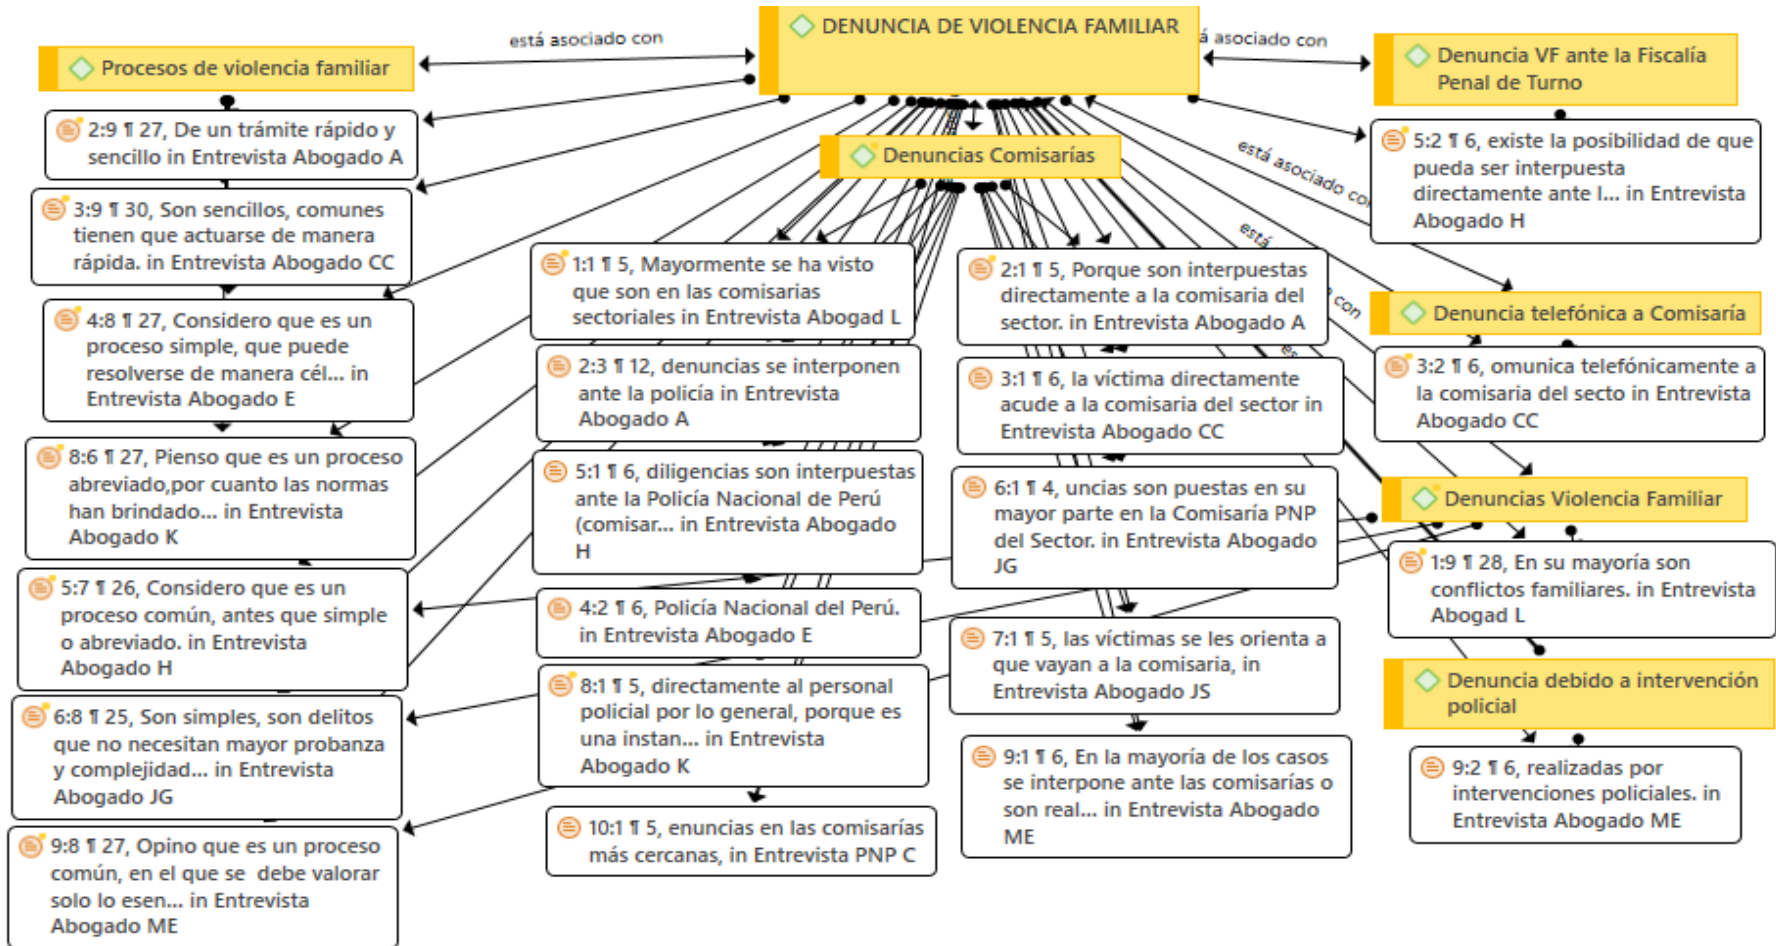 DENUNCIA DE VIOLENCIA FAMILIAR
está asociado con
á asociado con
Procesos de violencia familiar
Denuncia VF ante la Fiscalía
Penal de Turno
2:9 ¶ 27, De un trámite rápido y
sencillo in Entrevista Abogado A
3:9 ¶ 30, Son sencillos, comunes
tienen que actuarse de manera
rápida. in Entrevista Abogado CC
4:8 ¶ 27, Considero que es un
proceso simple, que puede
resolverse de manera cél... in
Entrevista Abogado E
8:6 ¶ 27, Pienso que es un proceso
abreviado,por cuanto las normas
han brindado... in Entrevista
Abogado K
5:7 ¶ 26, Considero que es un
proceso común, antes que simple
o abreviado. in Entrevista
Abogado H
6:8 ¶ 25, Son simples, son delitos
que no necesitan mayor probanza
y complejidad... in Entrevista
Abogado JG
9:8 ¶ 27, Opino que es un proceso
común, en el que se debe valorar
solo lo esen... in Entrevista
Abogado ME
Denuncias Comisarías
1:1 ¶ 5, Mayormente se ha visto
que son en las comisarias
sectoriales in Entrevista Abogad L
2:3 ¶ 12, denuncias se interponen
ante la policía in Entrevista
Abogado A
5:1 ¶ 6, diligencias son interpuestas
ante la Policía Nacional de Perú
(comisar... in Entrevista Abogado
H
4:2 ¶ 6, Policía Nacional del Perú.
in Entrevista Abogado E
8:1 ¶ 5, directamente al personal
policial por lo general, porque es
una instan... in Entrevista
Abogado K
10:1 ¶ 5, enuncias en las comisarías
más cercanas, in Entrevista PNP C
2:1 ¶ 5, Porque son interpuestas
directamente a la comisaria del
sector. in Entrevista Abogado A
3:1 ¶ 6, la víctima directamente
acude a la comisaria del sector in
Entrevista Abogado CC
6:1 ¶ 4, uncias son puestas en su
mayor parte en la Comisaría PNP
del Sector. in Entrevista Abogado
JG
7:1 ¶ 5, las víctimas se les orienta a
que vayan a la comisaria, in
Entrevista Abogado JS
9:1 ¶ 6, En la mayoría de los casos
se interpone ante las comisarías o
son real... in Entrevista Abogado
ME
5:2 ¶ 6, existe la posibilidad de que
pueda ser interpuesta
directamente ante l... in Entrevista
Abogado H
está asociado con
Denuncia telefónica a Comisaría
3:2 ¶ 6, omunica telefónicamente a
la comisaria del secto in Entrevista
Abogado CC
Denuncias Violencia Familiar
1:9 ¶ 28, En su mayoría son
conflictos familiares. in Entrevista
Abogad L
Denuncia debido a intervención
policial
9:2 ¶ 6, realizadas por
intervenciones policiales. in
Entrevista Abogado ME